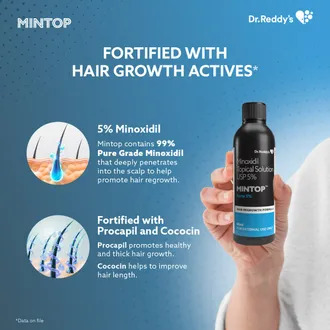 MINTOP
Dr.Reddy's
FORTIFIED WITH
HAIR GROWTH ACTIVES*
5% Minoxidil
Mintop contains 99%
Pure Grade Minoxidil
that deeply penetrates
into the scalp to help
promote hair regrowth.
Dr.Reddy's
Minoxidil
Topical Solution
USP 5%
MINTOP
Fortified with
Procapil and Cococin
Procapil promotes healthy
and thick hair growth.
Cococin helps to improve
hair length.
*Data on file